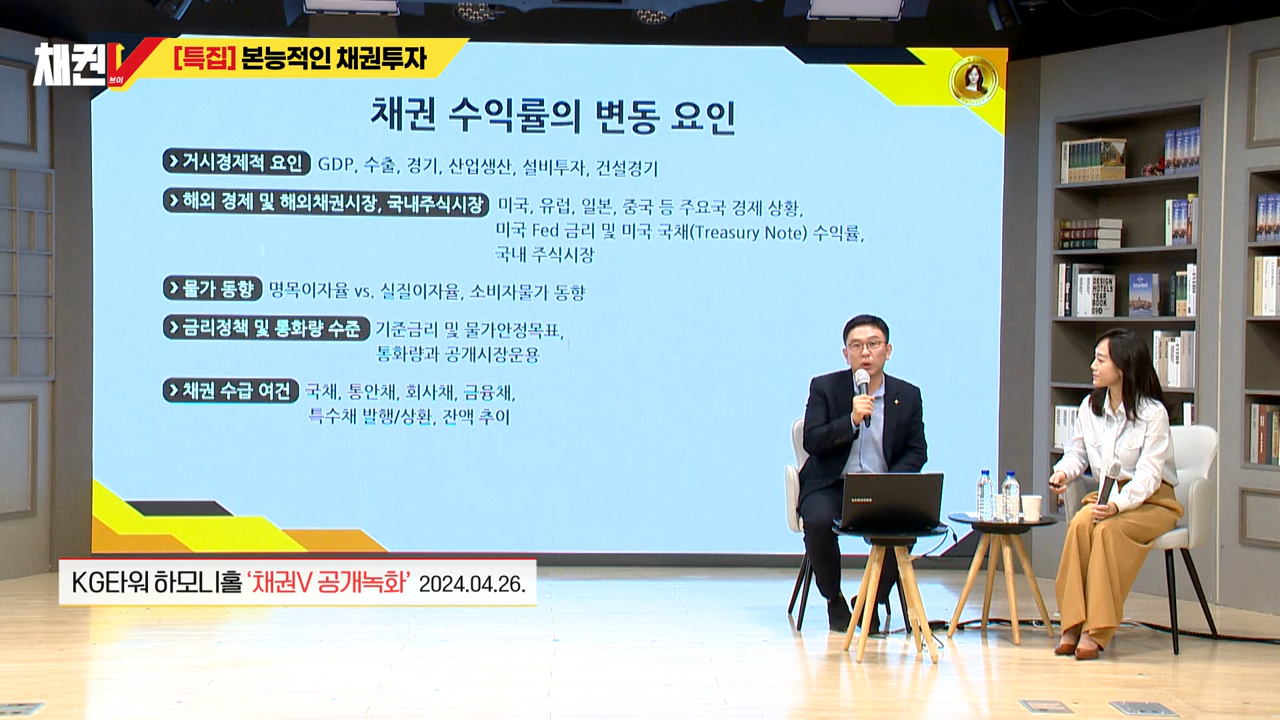 채권V
브이
[특집] 본능적인 채권투자
채권 수익률의 변동 요인
거시경제적 요인 GDP, 수출, 경기, 산업생산, 설비투자, 건설경기
해외 경제 및 해외채권시장, 국내주식시장 미국, 유럽, 일본, 중국 등 주요국 경제 상황,
미국 Fed 금리 및 미국 국채(Treasury Note) 수익률,
국내 주식시장
물가 동향 명목이자율 vs. 실질이자율, 소비자물가 동향
금리정책 및 통화량 수준 기준금리 및 물가안정목표,
통화량과 공개시장운용
채권 수급 여건 국채, 통안채, 회사채, 금융채,
특수채 발행/상환, 잔액 추이
DESIGN
HOTELS
YEAR
BOOK
SAMSUNG
KG타워 하모니홀 '채권V 공개녹화' 2024.04.26.